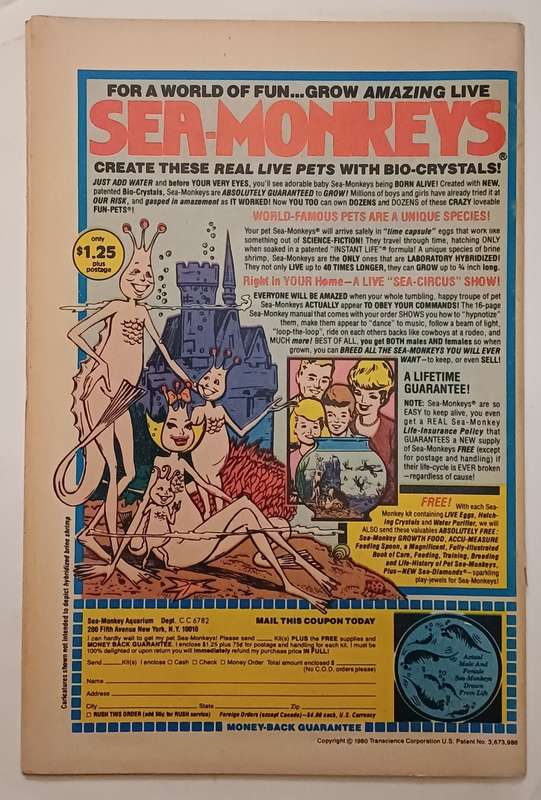 FOR A WORLD OF FUN...GROW AMAZING LIVE
SEA-MONKEYS®
CREATE THESE REAL LIVE PETS WITH BIO-CRYSTALS!
JUST ADD WATER and before YOUR VERY EYES, you'll see adorable baby Sea-Monkeys being BORN ALIVE! Created with NEW,
patented Bio-Crystals, Sea-Monkeys are ABSOLUTELY GUARANTEED TO GROW! Millions of boys and girls have already tried it at
OUR RISK, and gasped in amazement as IT WORKED! Now YOU TOO can own DOZENS and DOZENS of these CRAZY loveable
FUN-PETS®!
WORLD-FAMOUS PETS ARE A UNIQUE SPECIES!
Your pet Sea-Monkeys® will arrive safely in "time capsule" eggs that work like
something out of SCIENCE-FICTION! They travel through time, hatching ONLY
when soaked in a patented "INSTANT LIFE" formula! A unique species of brine
shrimp, Sea-Monkeys are the ONLY ones that are LABORATORY HYBRIDIZED!
They not only LIVE up to 40 TIMES LONGER, they can GROW up to ¾ inch long.
only
$1.25
plus
postage
Right in YOUR Home—A LIVE "SEA-CIRCUS" SHOW!
EVERYONE WILL BE AMAZED when your whole tumbling, happy troupe of pet
Sea-Monkeys ACTUALLY appear TO OBEY YOUR COMMANDS! The 16-page
Sea-Monkey manual that comes with your order SHOWS you how to "hypnotize"
them, make them appear to "dance" to music, follow a beam of light,
"loop-the-loop", ride on each others backs like cowboys at a rodeo, and
MUCH more! BEST OF ALL, you get BOTH males AND females so when
grown, you can BREED ALL THE SEA-MONKEYS YOU WILL EVER
WANT—to keep, or even SELL!
A LIFETIME
GUARANTEE!
NOTE: Sea-Monkeys® are so
EASY to keep alive, you even
get a REAL Sea-Monkey
Life-Insurance Policy that
GUARANTEES A NEW supply
of Sea-Monkeys FREE (except
for postage and handling) if
their life-cycle is EVER broken
—regardless of cause!
FREE! With each Sea-
Monkey kit containing LIVE Eggs, Hatch-
ing Crystals and Water Purifier, we will
ALSO send these valuables ABSOLUTELY FREE:
Sea-Monkey GROWTH FOOD, ACCU-MEASURE
Feeding Spoon, a Magnificent, Fully-Illustrated
Book of Care, Feeding, Training, Breeding
and Life-History of Pet Sea-Monkeys,
Plus—NEW Sea-Diamonds®—sparkling
play-jewels for Sea-Monkeys!
Caricatures shown not intended to depict hybridized brine shrimp
Sea-Monkey Aquarium Dept. CC6782
200 Fifth Avenue New York, N.Y. 10010
MAIL THIS COUPON TODAY
I can hardly wait to get my pet Sea-Monkeys! Please send ____ Kit(s) PLUS the FREE supplies and
MONEY BACK GUARANTEE. I enclose $1.25 plus 75¢ for postage and handling for each kit. I must be
100% delighted or upon return you will immediately refund my purchase price IN FULL!
Send ____ Kit(s) I enclose □ Cash □ Check □ Money Order Total amount enclosed $
(No C.O.D. orders please)
Name
Address
City State Zip
□ RUSH THIS ORDER (add 50¢ for RUSH service) Foreign Orders (except Canada)—$4.00 each, U.S. Currency
Actual
Male And
Female
Sea-Monkeys
Drawn
From Life
MONEY-BACK GUARANTEE
Copyright © 1980 Transcience Corporation U.S. Patent No. 3,673,986